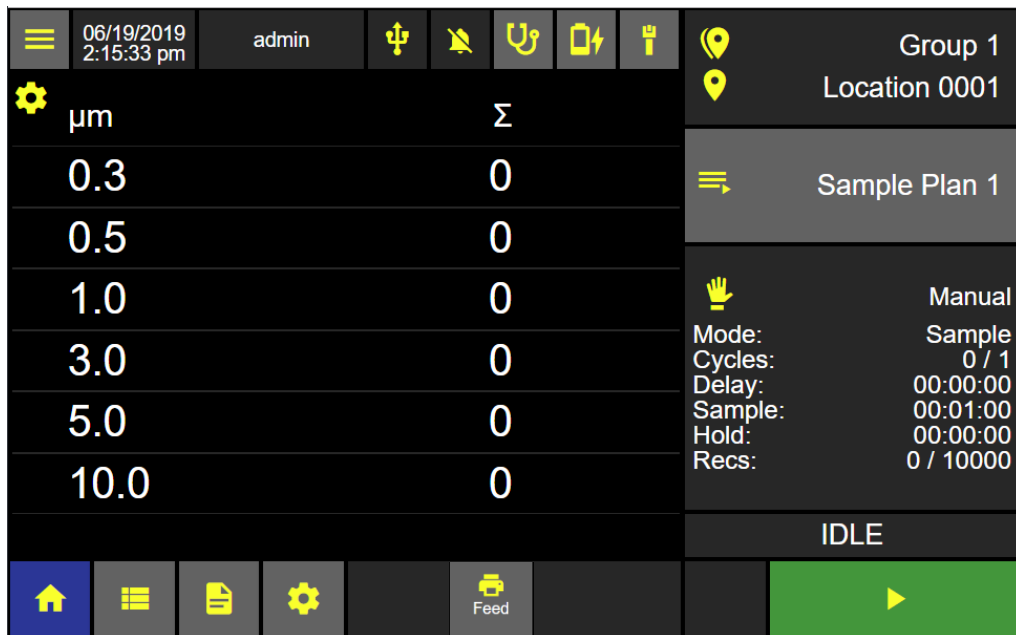 06/19/2019
2:15:33 pm
admin
Group 1
Location 0001
µm Σ
0.3 0
0.5 0
1.0 0
3.0 0
5.0 0
10.0 0
Sample Plan 1
Manual
Mode: Sample
Cycles: 0 / 1
Delay: 00:00:00
Sample: 00:01:00
Hold: 00:00:00
Recs: 0 / 10000
IDLE
Feed